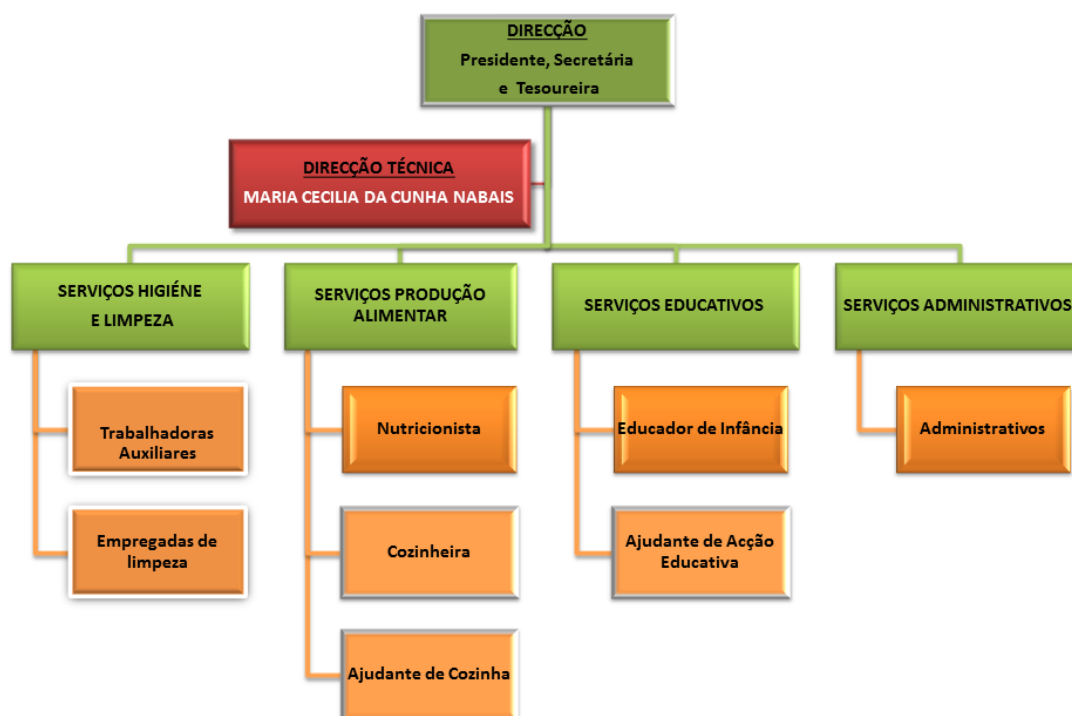 DIRECÇÃO
Presidente, Secretária
e Tesoureira
DIRECÇÃO TÉCNICA
MARIA CECILIA DA CUNHA NABAIS
SERVIÇOS HIGIÉNE
E LIMPEZA
SERVIÇOS PRODUÇÃO
ALIMENTAR
SERVIÇOS EDUCATIVOS
SERVIÇOS ADMINISTRATIVOS
Trabalhadoras
Auxiliares
Nutricionista
Educador de Infância
Administrativos
Empregadas de
limpeza
Cozinheira
Ajudante de Acção
Educativa
Ajudante de Cozinha